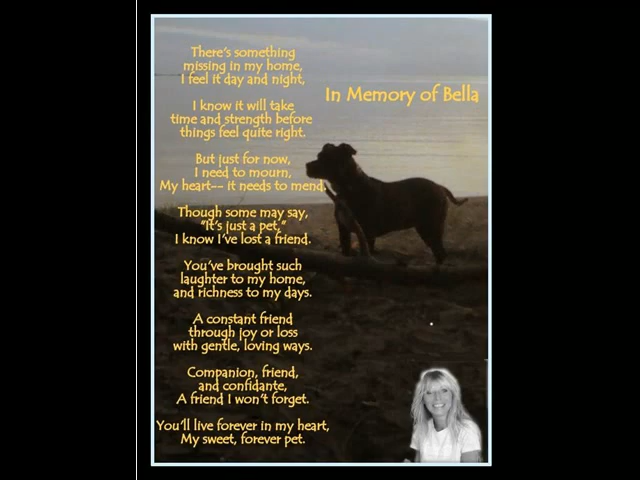 There's something
missing in my home,
I feel it day and night,
I know it will take
time and strength before
things feel quite right.
But just for now,
I need to mourn,
My heart-- it needs to mend.
Though some may say,
"It's just a pet,"
I know I've lost a friend.
You've brought such
laughter to my home,
and richness to my days.
A constant friend
through joy or loss
with gentle, loving ways.
Companion, friend,
and confidante,
A friend I won't forget.
You'll live forever in my heart,
My sweet, forever pet.
In Memory of Bella